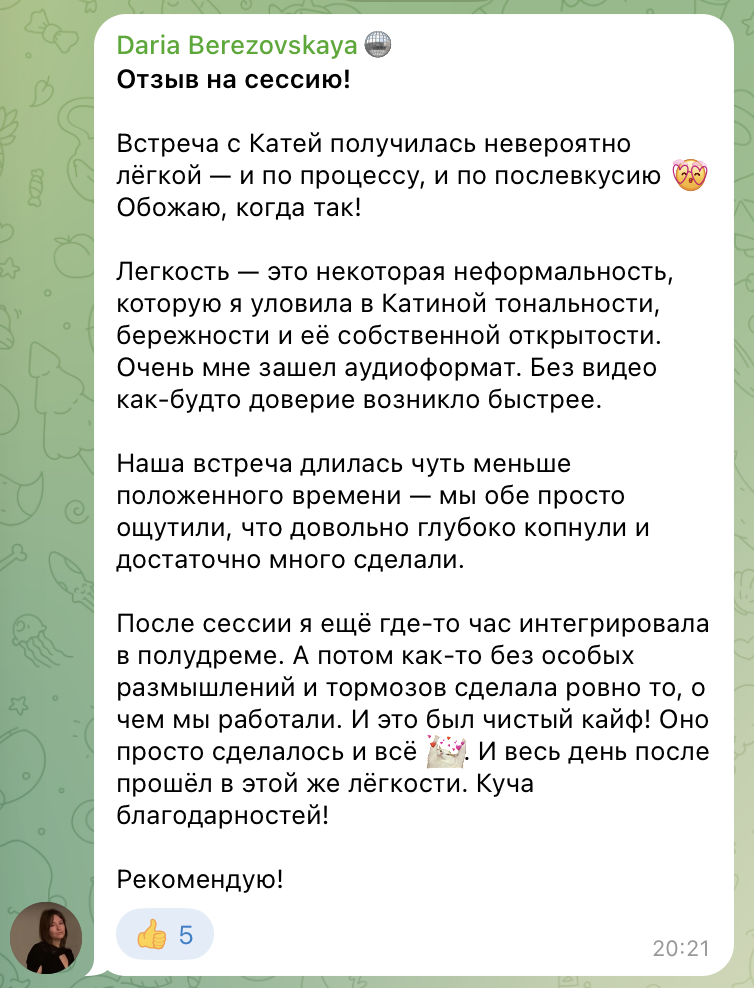 Daria Berezovskaya
Отзыв на сессию!
Встреча с Катей получилась невероятно
лёгкой — и по процессу, и по послевкусию
Обожаю, когда так!
Легкость — это некоторая неформальность,
которую я уловила в Катиной тональности,
бережности и её собственной открытости.
Очень мне зашел аудиоформат. Без видео
как-будто доверие возникло быстрее.
Наша встреча длилась чуть меньше
положенного времени — мы обе просто
ощутили, что довольно глубоко копнули и
достаточно много сделали.
После сессии я ещё где-то час интегрировала
в полудреме. А потом как-то без особых
размышлений и тормозов сделала ровно то, о
чем мы работали. И это был чистый кайф! Оно
просто сделалось и всё . И весь день после
прошёл в этой же лёгкости. Куча
благодарностей!
Рекомендую!
5
20:21